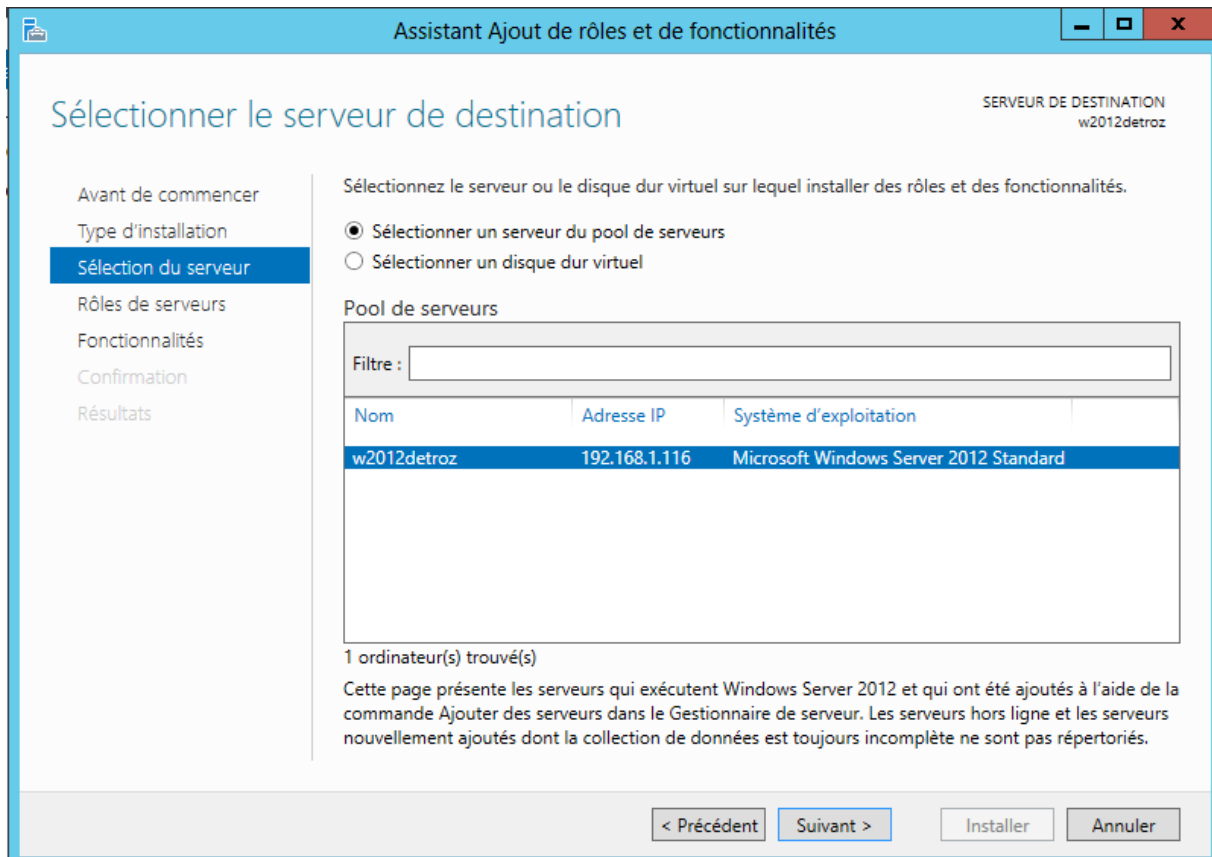 Assistant Ajout de rôles et de fonctionnalités
X
Sélectionner le serveur de destination
SERVEUR DE DESTINATION
w2012detroz
Avant de commencer
Type d'installation
Sélection du serveur
Rôles de serveurs
Fonctionnalités
Confirmation
Résultats
Sélectionnez le serveur ou le disque dur virtuel sur lequel installer des rôles et des fonctionnalités.
Sélectionner un serveur du pool de serveurs
Sélectionner un disque dur virtuel
Pool de serveurs
Filtre :
Nom Adresse IP Système d'exploitation
w2012detroz 192.168.1.116 Microsoft Windows Server 2012 Standard
1 ordinateur(s) trouvé(s)
Cette page présente les serveurs qui exécutent Windows Server 2012 et qui ont été ajoutés à l'aide de la
commande Ajouter des serveurs dans le Gestionnaire de serveur. Les serveurs hors ligne et les serveurs
nouvellement ajoutés dont la collection de données est toujours incomplète ne sont pas répertoriés.
< Précédent Suivant > Installer Annuler